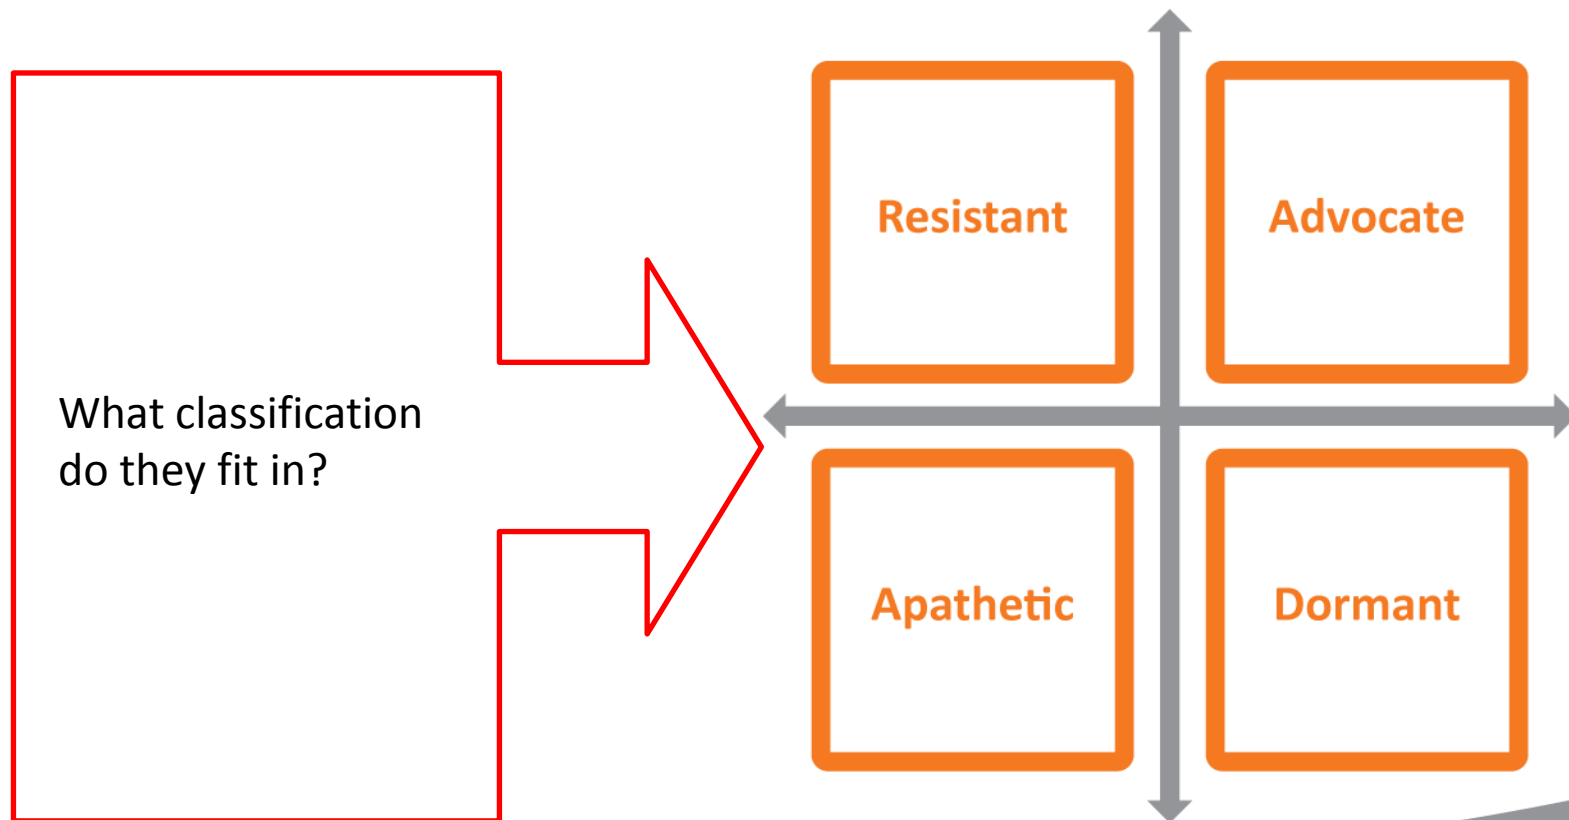 What classification
do they fit in?
Resistant
Advocate
Apathetic
Dormant